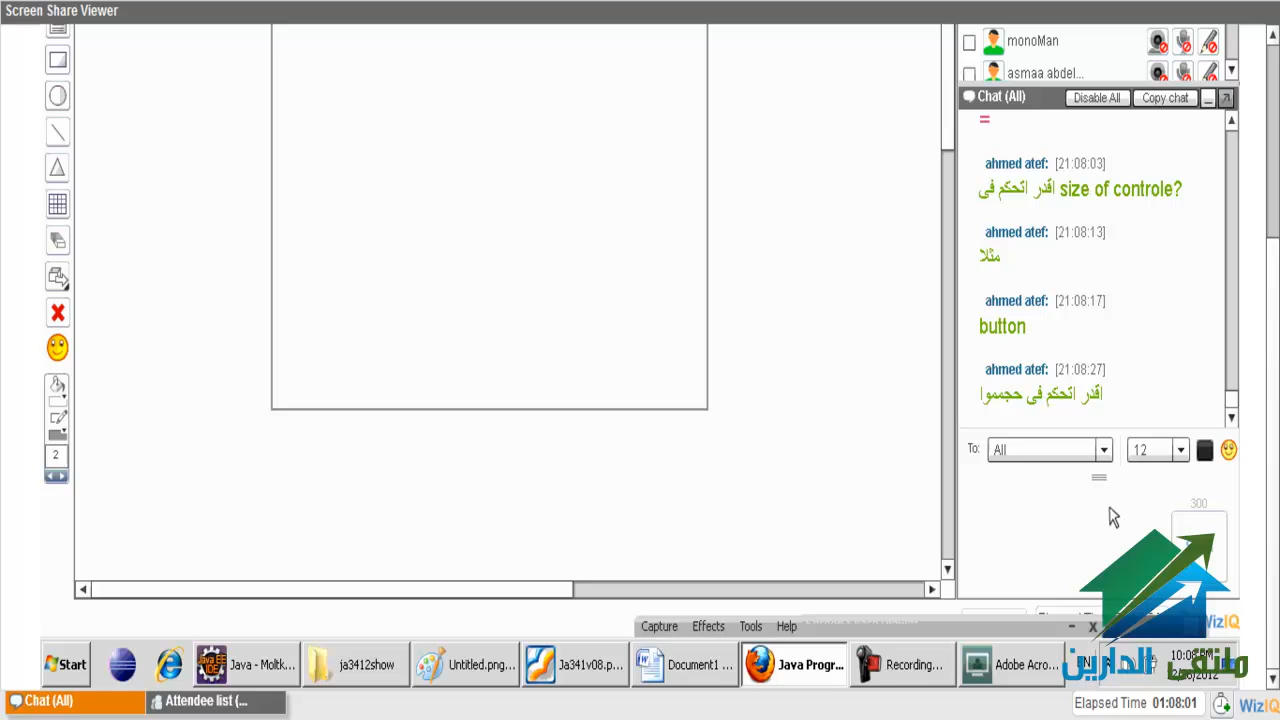 Screen Share Viewer
monoMan
asmaa abdel...
Chat (All)
Disable All
Copy chat
=
ahmed atef: [21:08:03]
اقدر اتحكم فى size of controle?
ahmed atef: [21:08:13]
مثلا
ahmed atef: [21:08:17]
button
ahmed atef: [21:08:27]
اقدر اتحكم فى حجمموا
To: All 12
300
2
Capture Effects Tools Help
WizIQ
Start
Java - Moltk...
ja3412show
Untitled.png...
Ja341v08.p...
Document1 ...
Java Progr...
Recording...
Adobe Acro...
ملتقى الدارين
Chat (All)
Attendee list (...
Elapsed Time 01:08:01
WizIQ